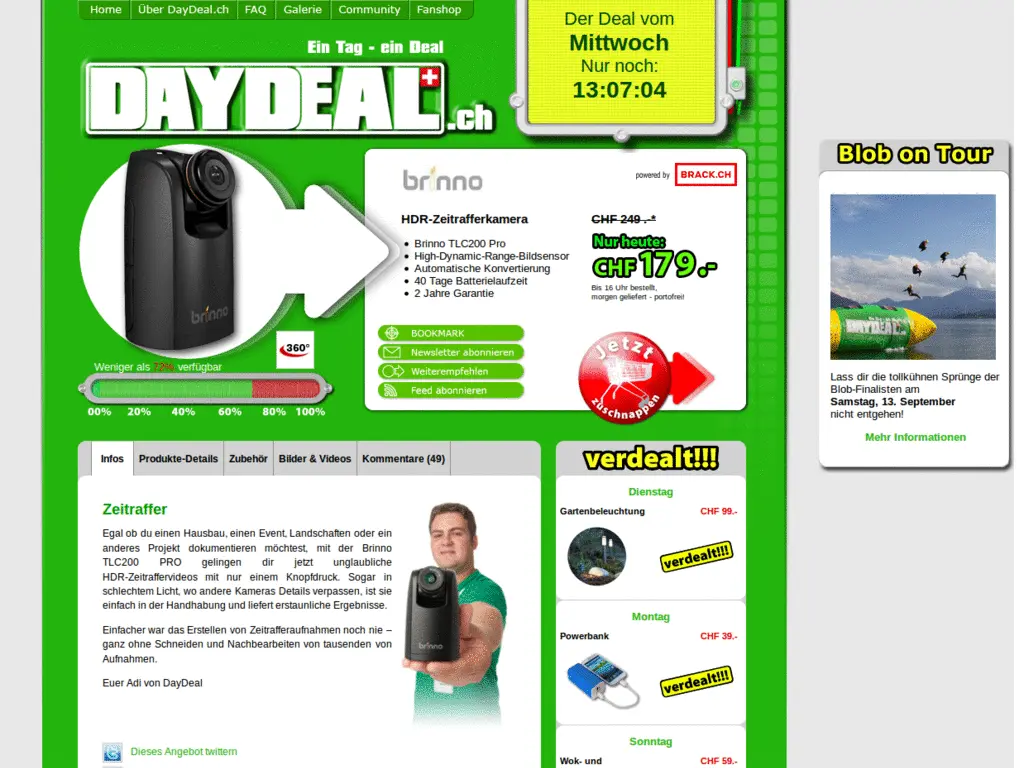 Home
Über DayDeal.ch
FAQ
Galerie
Community
Fanshop
Der Deal vom
Mittwoch
Nur noch:
13:07:04
Ein Tag - ein Deal
DAYDEAL.ch
Blob on Tour
brinno
powered by BRACK.CH
HDR-Zeitrafferkamera
Brinno TLC200 Pro
High-Dynamic-Range-Bildsensor
Automatische Konvertierung
40 Tage Batterielaufzeit
2 Jahre Garantie
CHF 249 .-*
Nur heute:
CHF 179.-
Bis 16 Uhr bestellt,
morgen geliefert - portofrei!
brinno
360°
BOOKMARK
Newsletter abonnieren
Weiterempfehlen
Feed abonnieren
Jetzt
zuschnappen
Weniger als 72% verfügbar
00% 20% 40% 60% 80% 100%
DAYDEAL
Lass dir die tollkühnen Sprünge der
Blob-Finalisten am
Samstag, 13. September
nicht entgehen!
Mehr Informationen
Infos
Produkte-Details
Zubehör
Bilder & Videos
Kommentare (49)
Zeitraffer
Egal ob du einen Hausbau, einen Event, Landschaften oder ein
anderes Projekt dokumentieren möchtest, mit der Brinno
TLC200 PRO gelingen dir jetzt unglaubliche
HDR-Zeitraffervideos mit nur einem Knopfdruck. Sogar in
schlechtem Licht, wo andere Kameras Details verpassen, ist sie
einfach in der Handhabung und liefert erstaunliche Ergebnisse.
Einfacher war das Erstellen von Zeitrafferaufnahmen noch nie –
ganz ohne Schneiden und Nachbearbeiten von tausenden von
Aufnahmen.
Euer Adi von DayDeal
brinno
Dieses Angebot twittern
verdealt!!!
Dienstag
Gartenbeleuchtung CHF 99.-
verdealt!!!
Montag
Powerbank CHF 39.-
verdealt!!!
Sonntag
Wok- und CHF 59.-